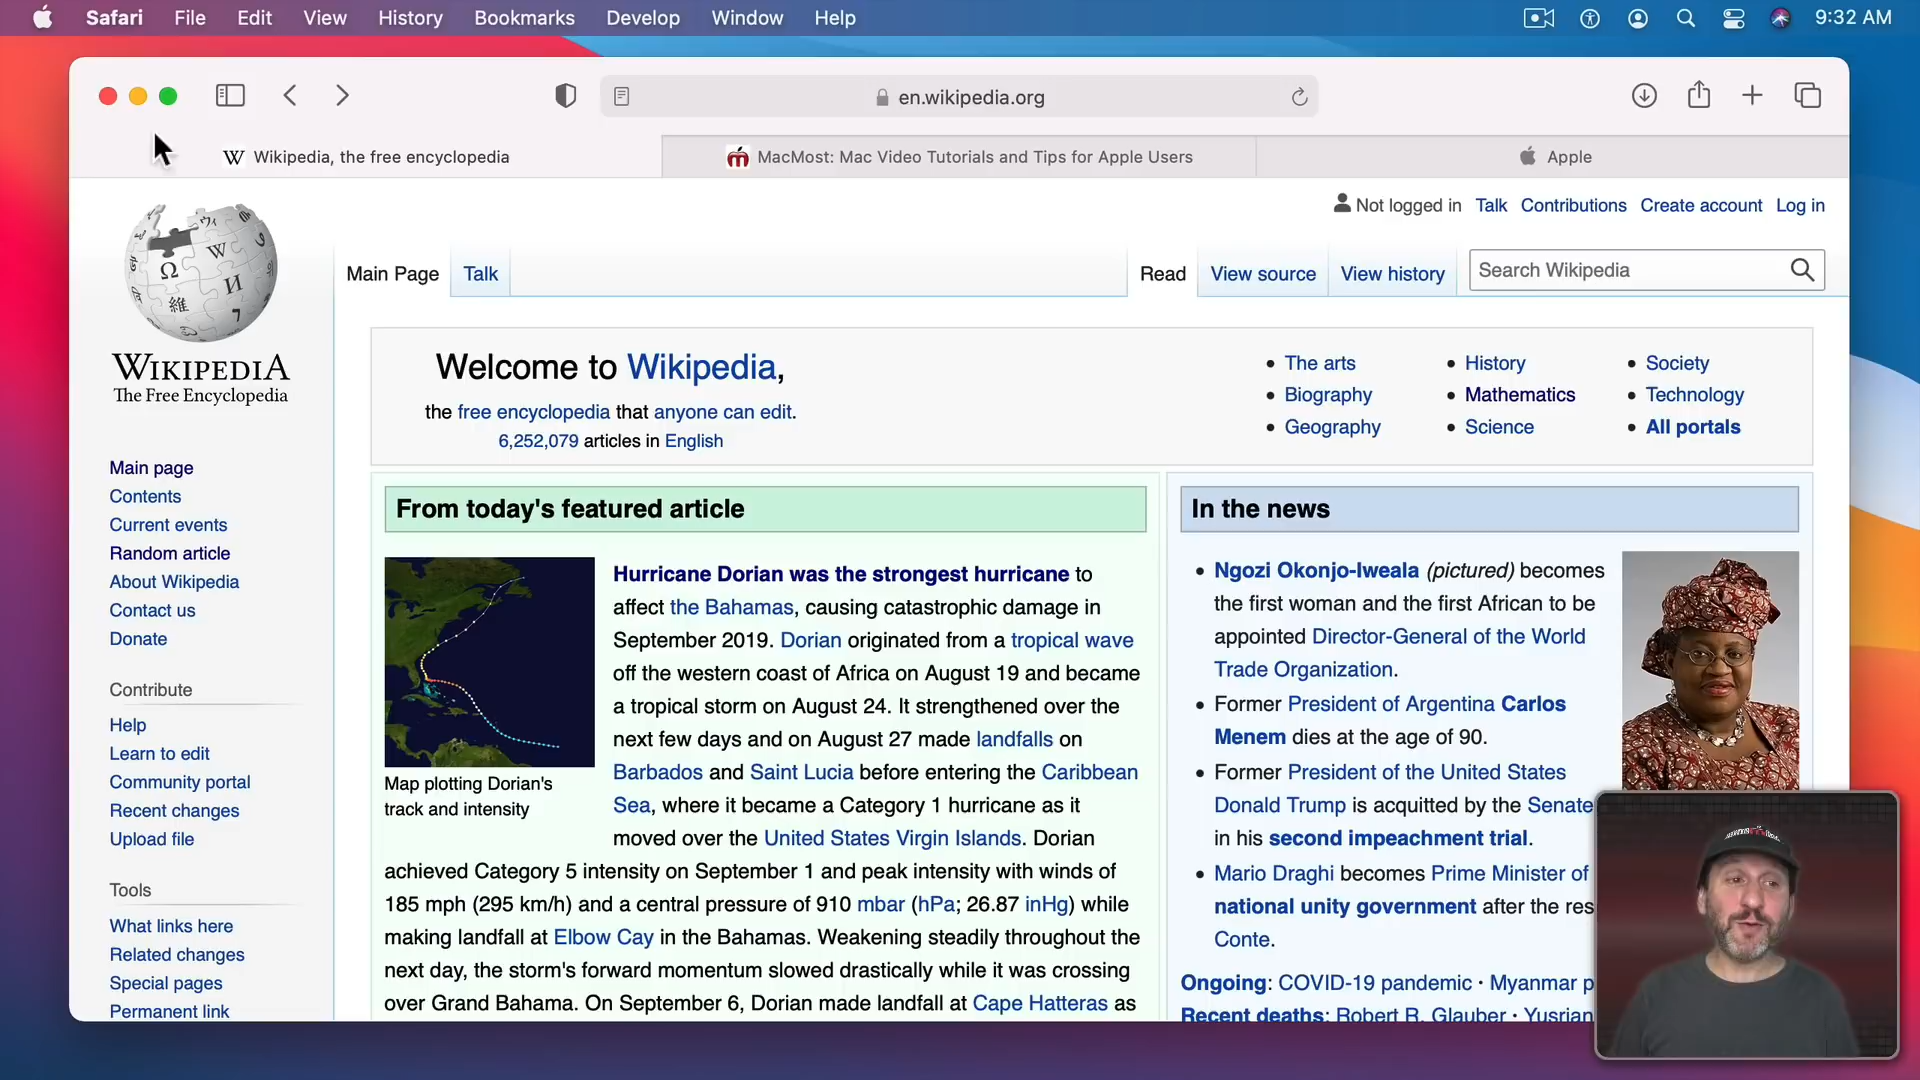 Safari File Edit View History Bookmarks Develop Window Help 9:32 AM
en.wikipedia.org
W Wikipedia, the free encyclopedia
MacMost: Mac Video Tutorials and Tips for Apple Users
Apple
Not logged in Talk Contributions Create account Log in
Main Page Talk
Read View source View history
Search Wikipedia
WIKIPEDIA
The Free Encyclopedia
Main page
Contents
Current events
Random article
About Wikipedia
Contact us
Donate
Contribute
Help
Learn to edit
Community portal
Recent changes
Upload file
Tools
What links here
Related changes
Special pages
Permanent link
Welcome to Wikipedia,
the free encyclopedia that anyone can edit.
6,252,079 articles in English
• The arts
• Biography
• Geography
• History
• Mathematics
• Science
• Society
• Technology
• All portals
From today's featured article
Hurricane Dorian was the strongest hurricane to
affect the Bahamas, causing catastrophic damage in
September 2019. Dorian originated from a tropical wave
off the western coast of Africa on August 19 and became
a tropical storm on August 24. It strengthened over the
next few days and on August 27 made landfalls on
Barbados and Saint Lucia before entering the Caribbean
Sea, where it became a Category 1 hurricane as it
moved over the United States Virgin Islands. Dorian
achieved Category 5 intensity on September 1 and peak intensity with winds of
185 mph (295 km/h) and a central pressure of 910 mbar (hPa; 26.87 inHg) while
making landfall at Elbow Cay in the Bahamas. Weakening steadily throughout the
next day, the storm's forward momentum slowed drastically while it was crossing
over Grand Bahama. On September 6, Dorian made landfall at Cape Hatteras as
Map plotting Dorian's
track and intensity
In the news
• Ngozi Okonjo-Iweala (pictured) becomes
the first woman and the first African to be
appointed Director-General of the World
Trade Organization.
• Former President of Argentina Carlos
Menem dies at the age of 90.
• Former President of the United States
Donald Trump is acquitted by the Senate
in his second impeachment trial.
• Mario Draghi becomes Prime Minister of
national unity government after the res
Conte.
Ongoing: COVID-19 pandemic · Myanmar p
Recent deaths: Robert R. Glauber · Yusrian